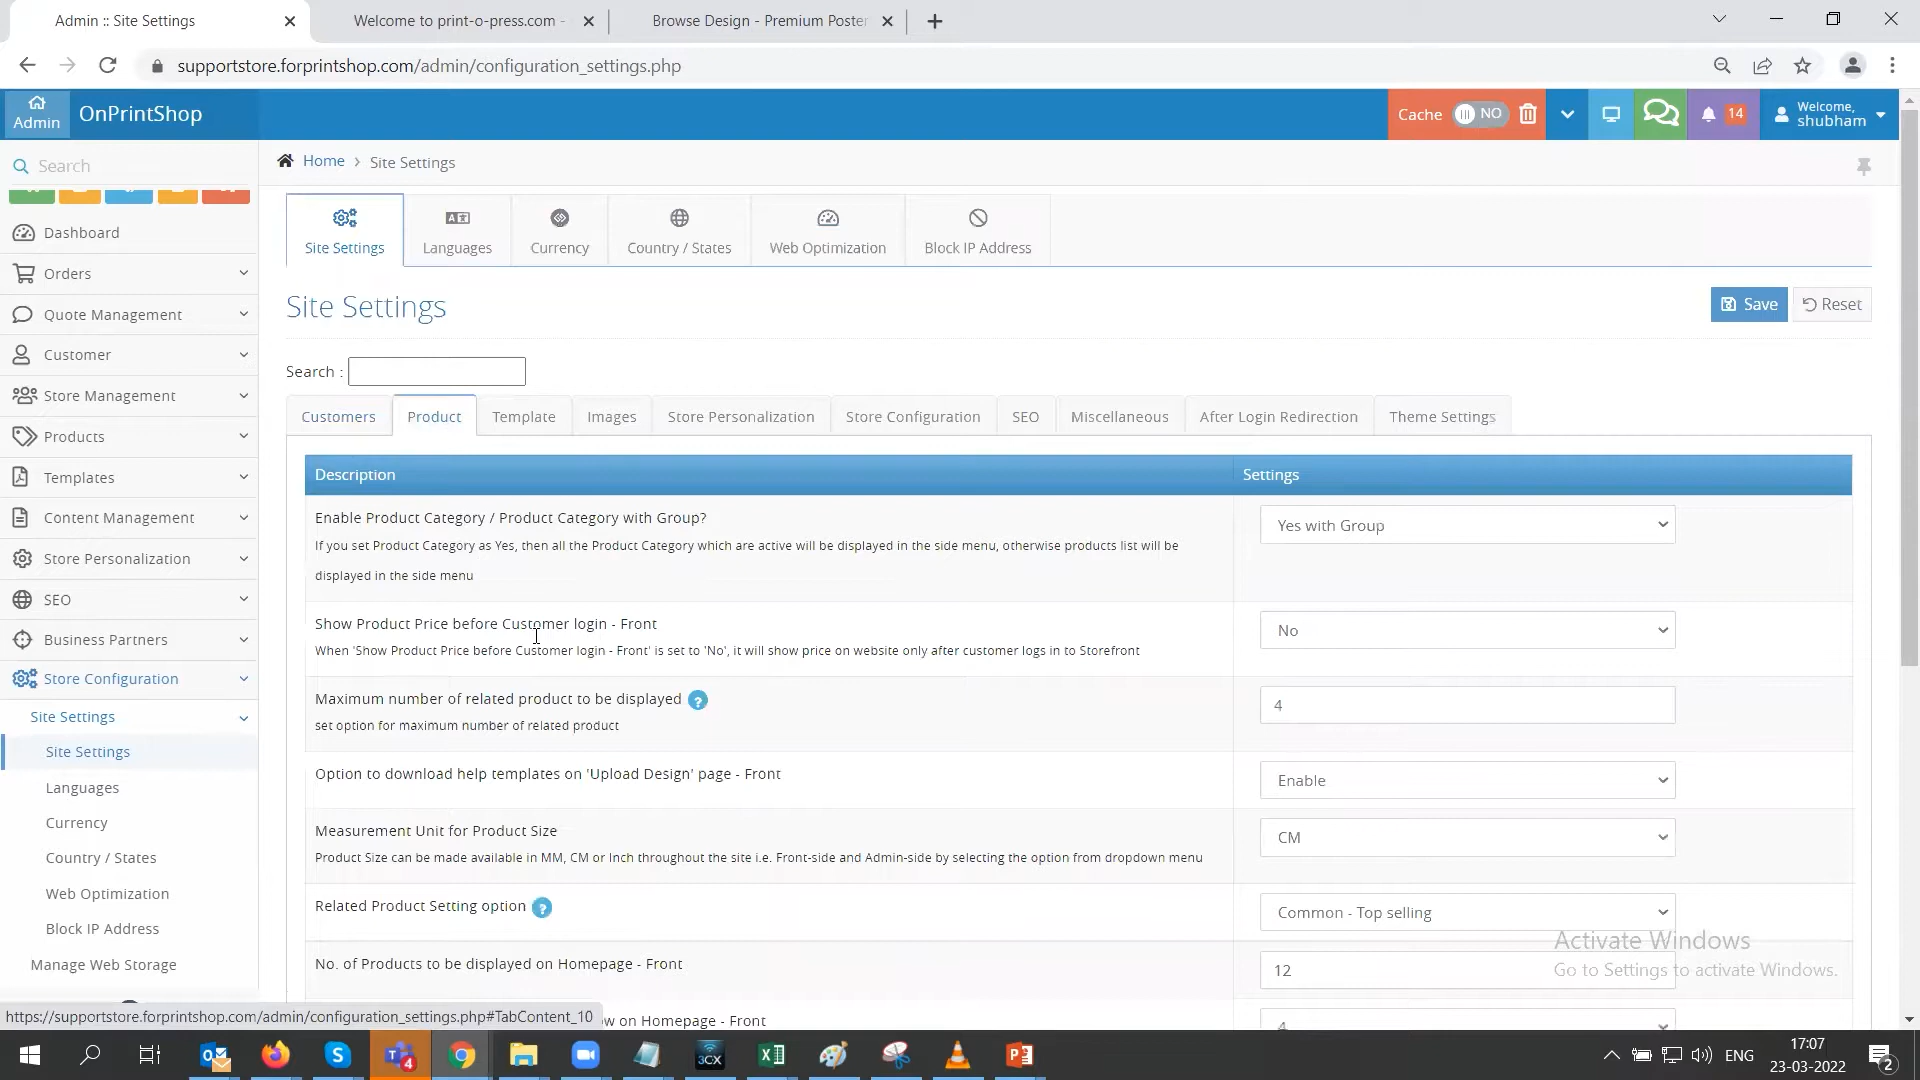 Admin :: Site Settings
Welcome to print-o-press.com -
Browse Design - Premium Poster
supportstore.forprintshop.com/admin/configuration_settings.php
Admin
OnPrintShop
Cache
NO
14
Welcome,
shubham
Search
Home > Site Settings
Site Settings
Languages
Currency
Country / States
Web Optimization
Block IP Address
Site Settings
Save
Reset
Search :
Customers
Product
Template
Images
Store Personalization
Store Configuration
SEO
Miscellaneous
After Login Redirection
Theme Settings
Description
Settings
Enable Product Category / Product Category with Group?
If you set Product Category as Yes, then all the Product Category which are active will be displayed in the side menu, otherwise products list will be
displayed in the side menu
Yes with Group
Show Product Price before Customer login - Front
When 'Show Product Price before Customer login - Front' is set to 'No', it will show price on website only after customer logs in to Storefront
No
Maximum number of related product to be displayed ?
set option for maximum number of related product
4
Option to download help templates on 'Upload Design' page - Front
Enable
Measurement Unit for Product Size
Product Size can be made available in MM, CM or Inch throughout the site i.e. Front-side and Admin-side by selecting the option from dropdown menu
CM
Related Product Setting option ?
Common - Top selling
No. of Products to be displayed on Homepage - Front
12
on Homepage - Front
4
Dashboard
Orders
Quote Management
Customer
Store Management
Products
Templates
Content Management
Store Personalization
SEO
Business Partners
Store Configuration
Site Settings
Site Settings
Languages
Currency
Country / States
Web Optimization
Block IP Address
Manage Web Storage
Activate Windows
Go to Settings to activate Windows.
https://supportstore.forprintshop.com/admin/configuration_settings.php#TabContent_10
4
3CX
ENG
17:07
23-03-2022
2